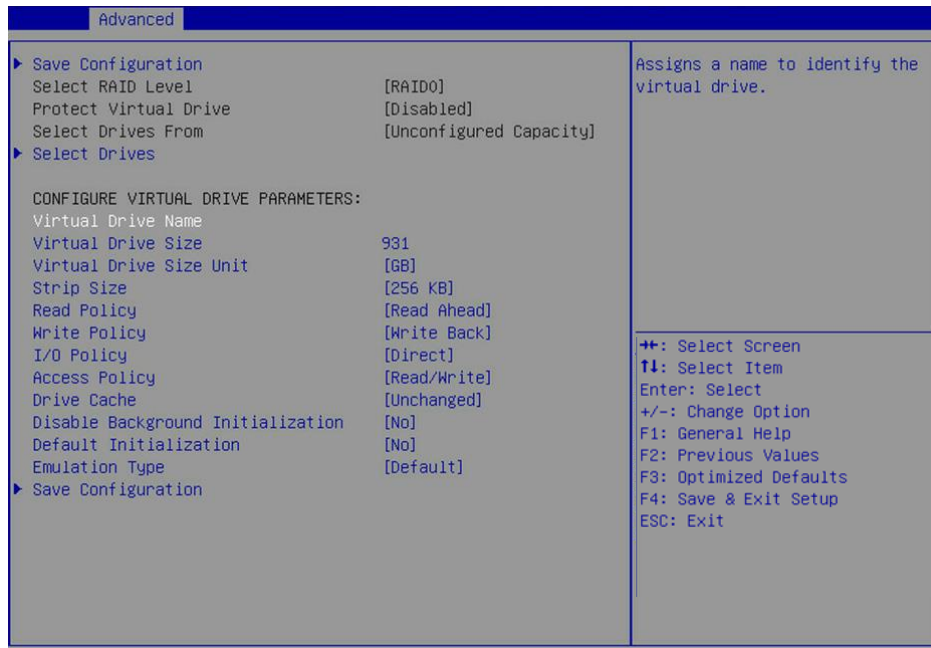 Advanced
Save Configuration
Select RAID Level [RAID0]
Protect Virtual Drive [Disabled]
Select Drives From [Unconfigured Capacity]
Select Drives
CONFIGURE VIRTUAL DRIVE PARAMETERS:
Virtual Drive Name
Virtual Drive Size 931
Virtual Drive Size Unit [GB]
Strip Size [256 KB]
Read Policy [Read Ahead]
Write Policy [Write Back]
I/O Policy [Direct]
Access Policy [Read/Write]
Drive Cache [Unchanged]
Disable Background Initialization [No]
Default Initialization [No]
Emulation Type [Default]
Save Configuration
Assigns a name to identify the
virtual drive.
→←: Select Screen
↑↓: Select Item
Enter: Select
+/-: Change Option
F1: General Help
F2: Previous Values
F3: Optimized Defaults
F4: Save & Exit Setup
ESC: Exit